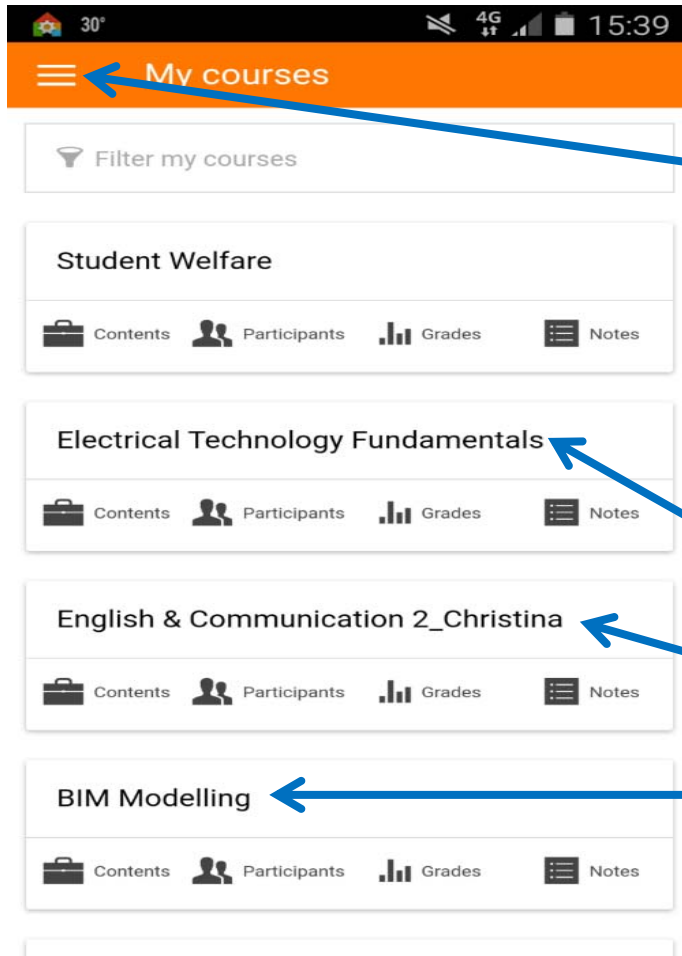 30° 4G 15:39
My courses
Filter my courses
Student Welfare
Contents Participants Grades Notes
Electrical Technology Fundamentals
Contents Participants Grades Notes
English & Communication 2_Christina
Contents Participants Grades Notes
BIM Modelling
Contents Participants Grades Notes